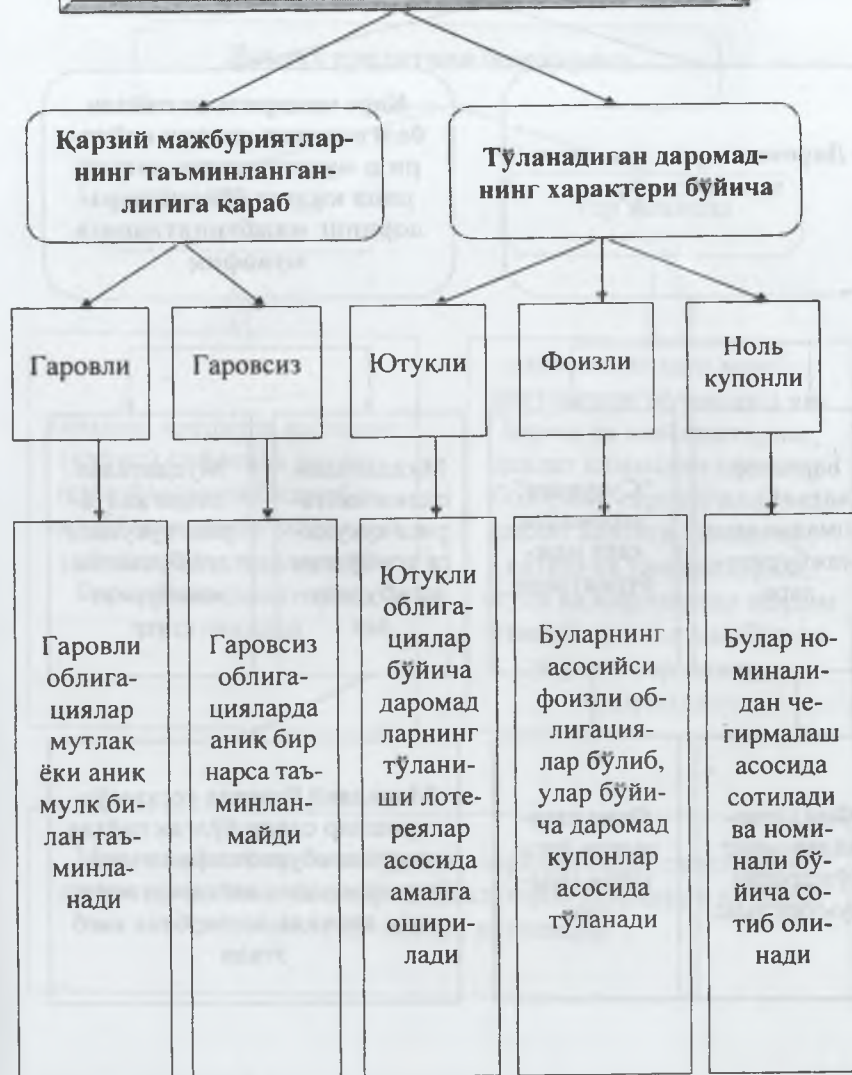 Қарзий мажбуриятлар-
нинг таъминланган-
лигига қараб
Тўланадиган даромад-
нинг характери бўйича
Гаровли
Гаровсиз
Ютуқли
Фоизли
Ноль
купонли
Гаровли
облига-
циялар
мутлақ
ёки аниқ
мулк би-
лан таъ-
минла-
нади
Гаровсиз
облига-
цияларда
аниқ бир
нарса таъ-
минлан-
майди
Ютуқли
облига-
циялар
бўйича
даромад
ларнинг
тўлани-
ши лоте-
реялар
асосида
амалга
ошири-
лади
Буларнинг
асосийси
фоизли об-
лигация-
лар бўлиб,
улар бўйи-
ча даромад
купонлар
асосида
тўланади
Булар но-
минали-
дан че-
гирмалаш
асосида
сотилади
ва номи-
нали бў-
йича со-
тиб оли-
нади